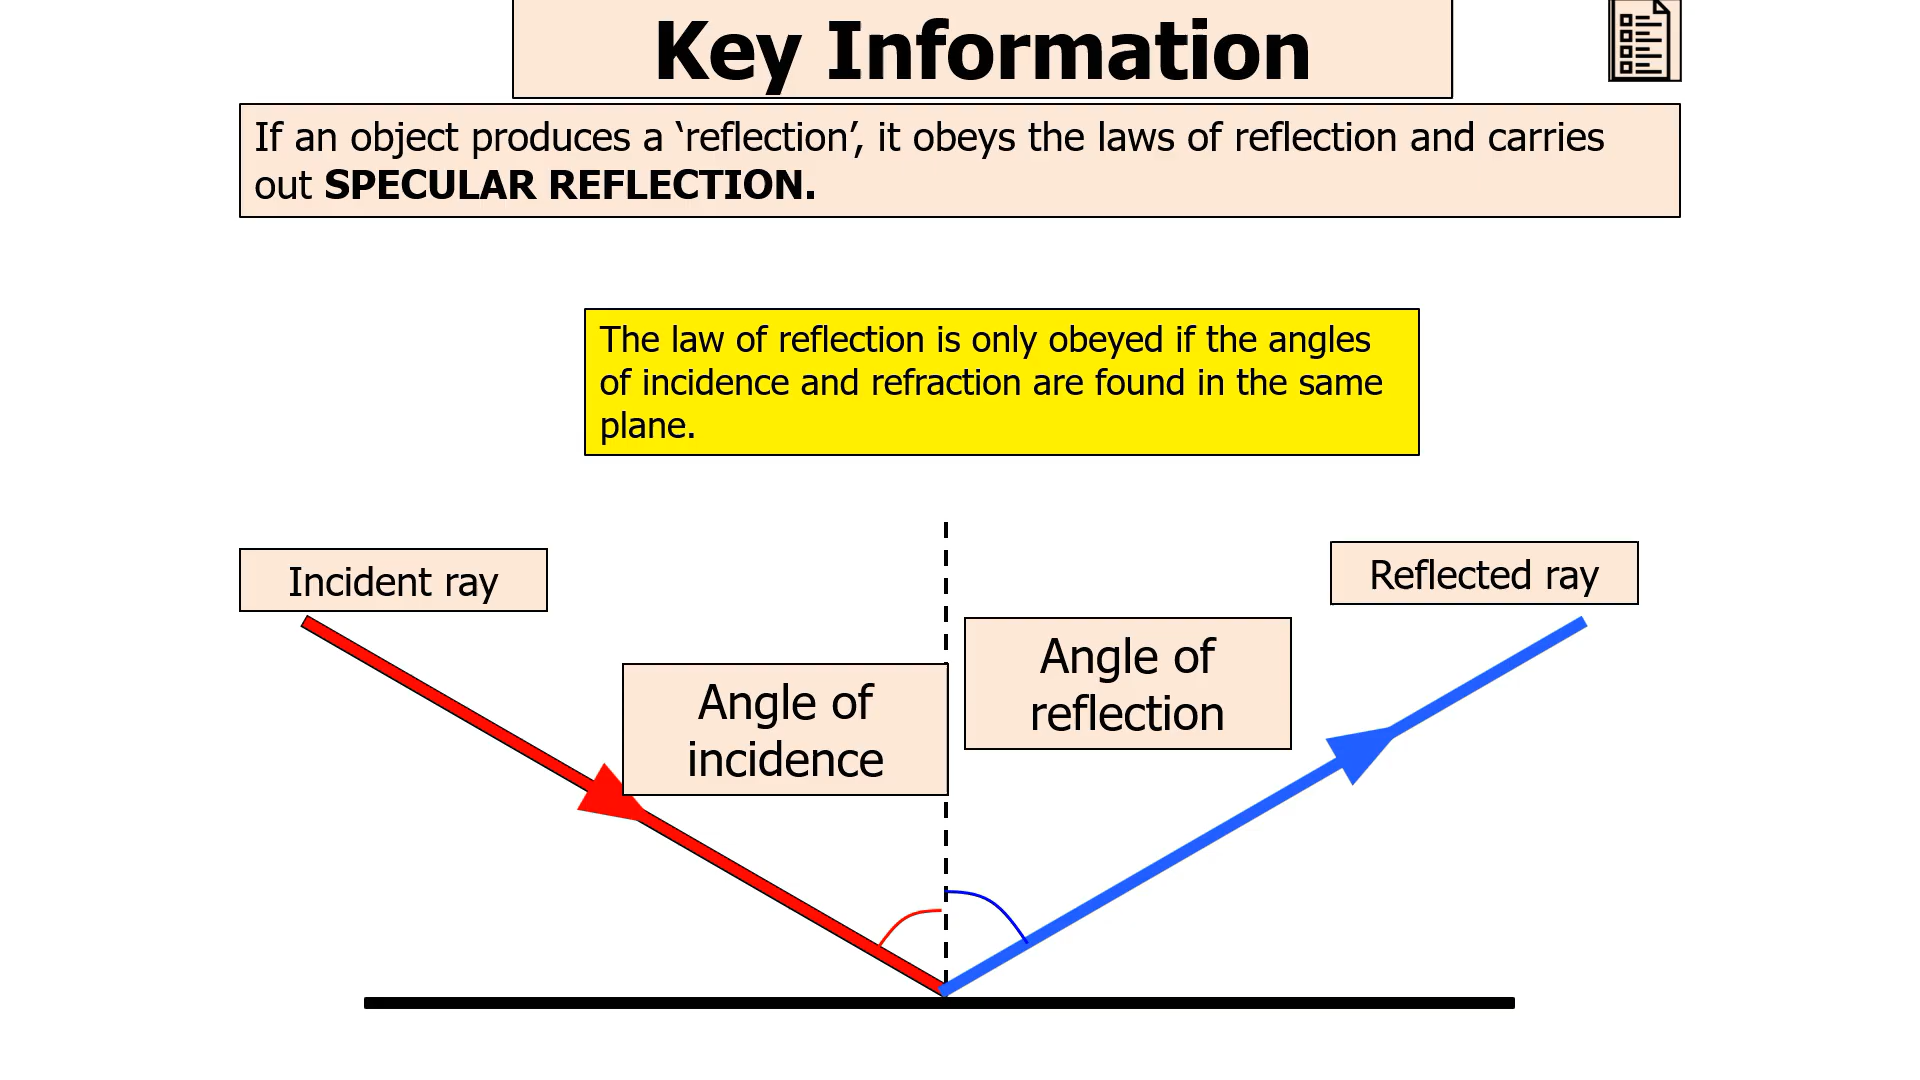 Key Information
If an object produces a ‘reflection’, it obeys the laws of reflection and carries
out SPECULAR REFLECTION.
The law of reflection is only obeyed if the angles
of incidence and refraction are found in the same
plane.
Incident ray
Reflected ray
Angle of
incidence
Angle of
reflection